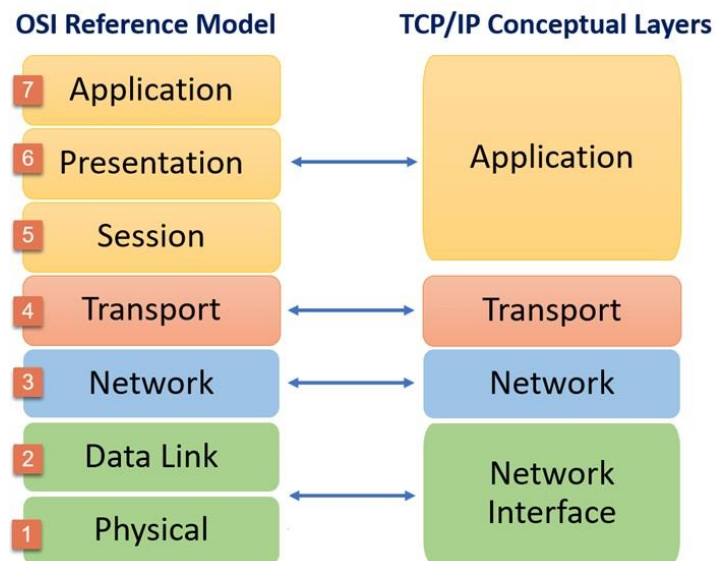 OSI Reference Model
TCP/IP Conceptual Layers
7 Application
6 Presentation
5 Session
4 Transport
3 Network
2 Data Link
1 Physical
Application
Transport
Network
Network
Interface